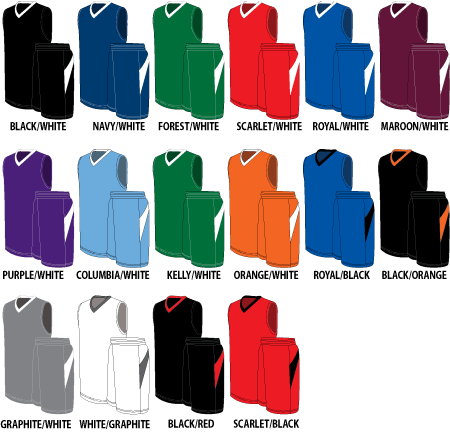 BLACK/WHITE NAVY/WHITE FOREST/WHITE SCARLET/WHITE ROYAL/WHITE MAROON/WHITE
PURPLE/WHITE COLUMBIA/WHITE KELLY/WHITE ORANGE/WHITE ROYAL/BLACK BLACK/ORANGE
GRAPHITE/WHITE WHITE/GRAPHITE BLACK/RED SCARLET/BLACK